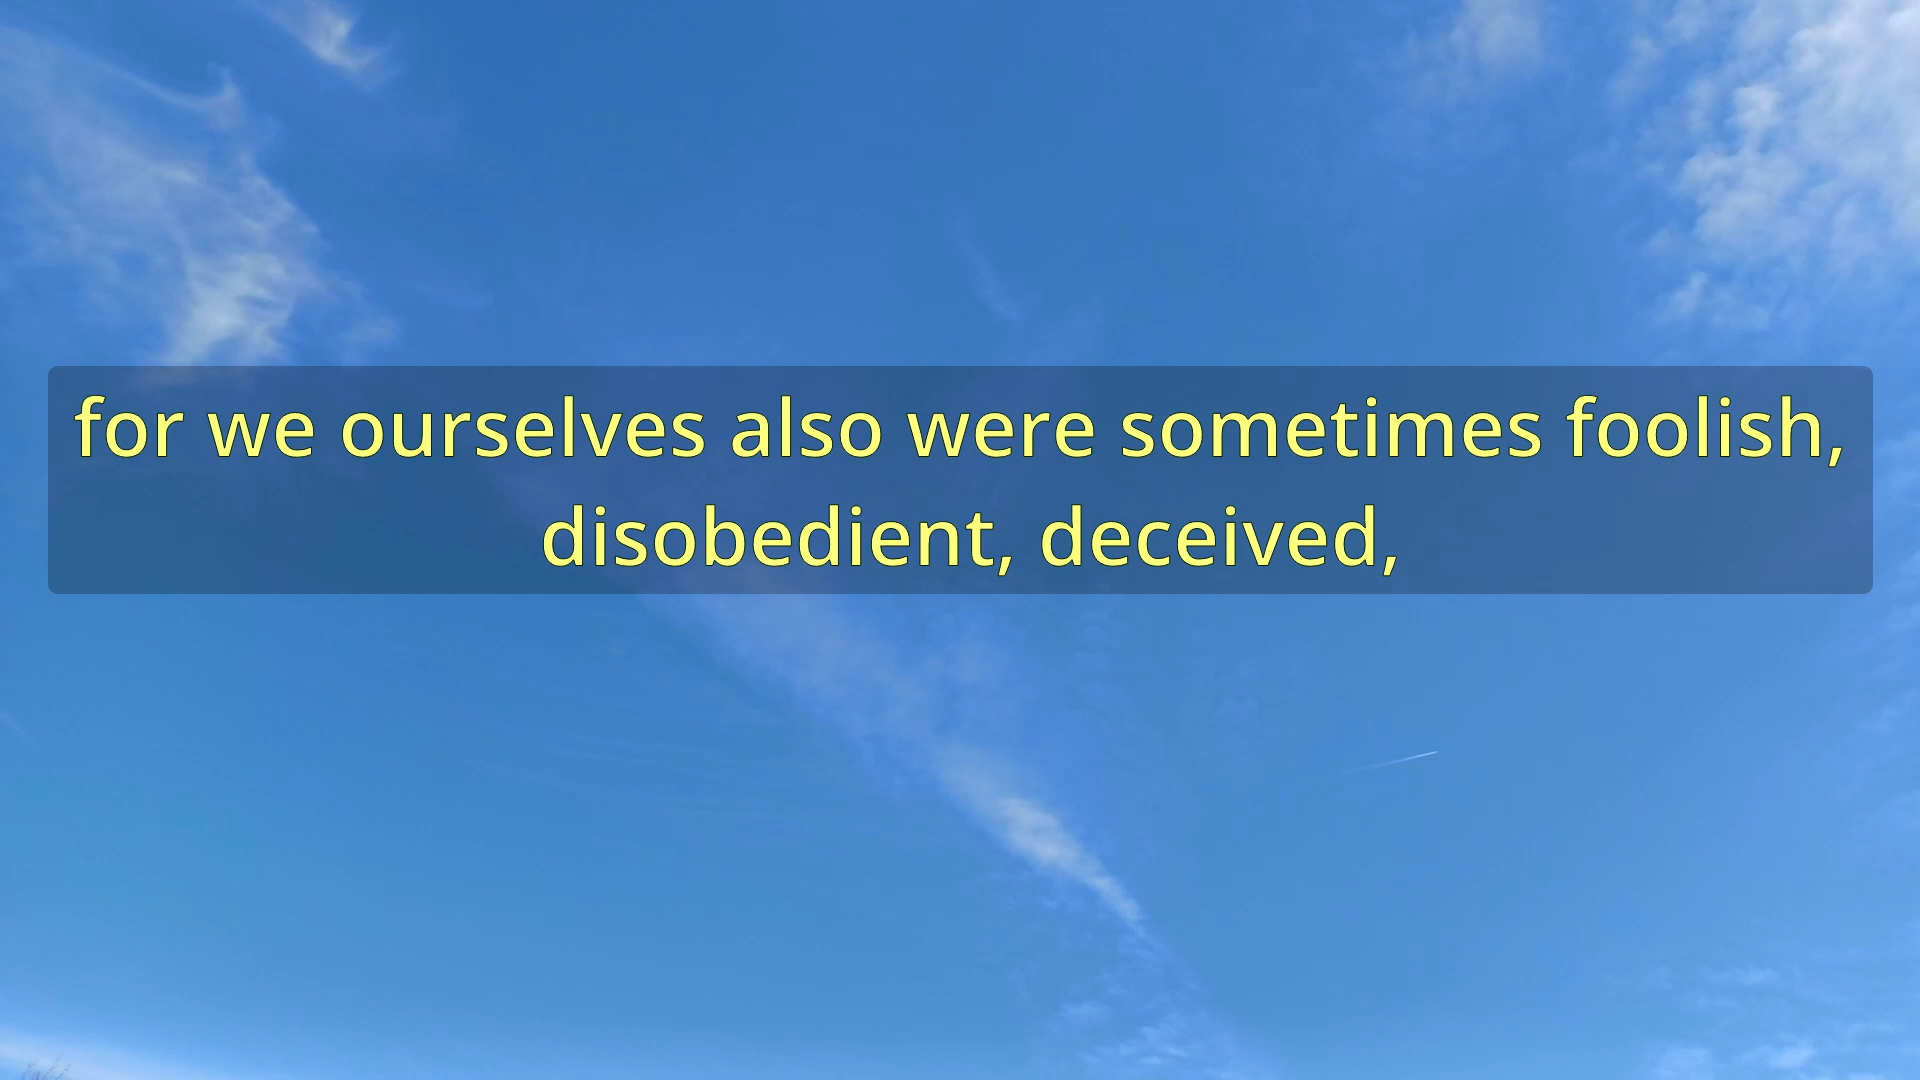 for we ourselves also were sometimes foolish,
disobedient, deceived,